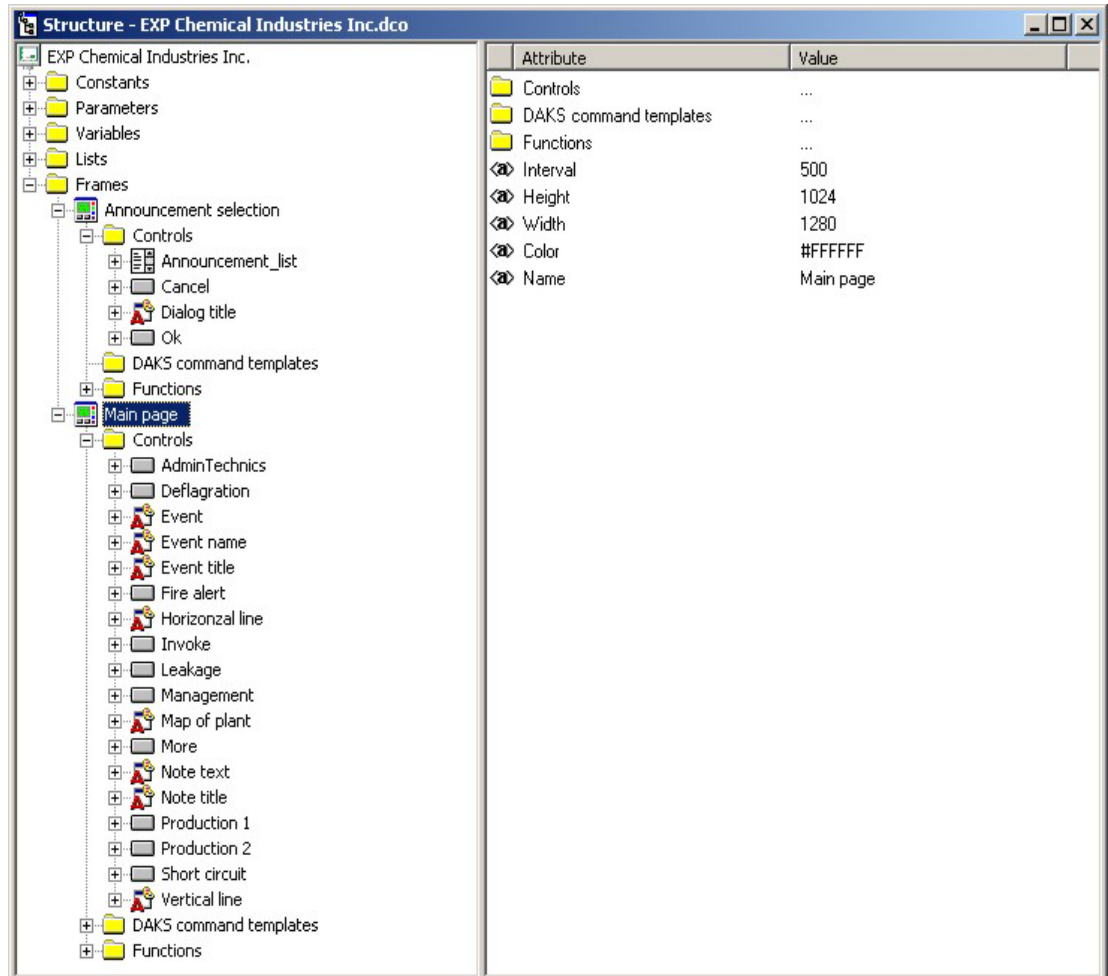 Structure - EXP Chemical Industries Inc.dco
EXP Chemical Industries Inc.
Constants
Parameters
Variables
Lists
Frames
Announcement selection
Controls
Announcement_list
Cancel
Dialog title
Ok
DAKS command templates
Functions
Main page
Controls
AdminTechnics
Deflagration
Event
Event name
Event title
Fire alert
Horizonzal line
Invoke
Leakage
Management
Map of plant
More
Note text
Note title
Production 1
Production 2
Short circuit
Vertical line
DAKS command templates
Functions
Attribute Value
Controls ...
DAKS command templates ...
Functions ...
<a> Interval 500
<a> Height 1024
<a> Width 1280
<a> Color #FFFFFF
<a> Name Main page